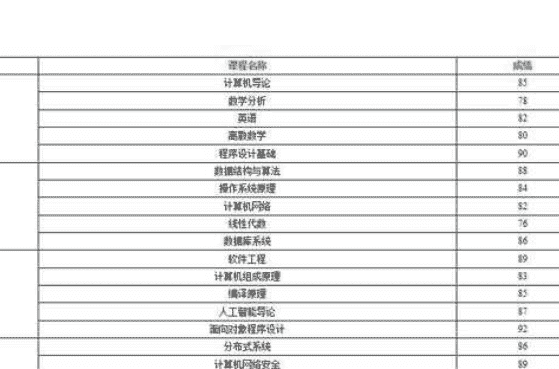 课程名称 成绩
计算机导论 85
数学分析 78
英语 82
离散数学 80
程序设计基础 90
数据结构与算法 88
操作系统原理 84
计算机网络 82
线性代数 76
数据库系统 86
软件工程 89
计算机组成原理 83
编译原理 85
人工智能导论 87
面向对象程序设计 92
分布式系统 86
计算机网络安全 89